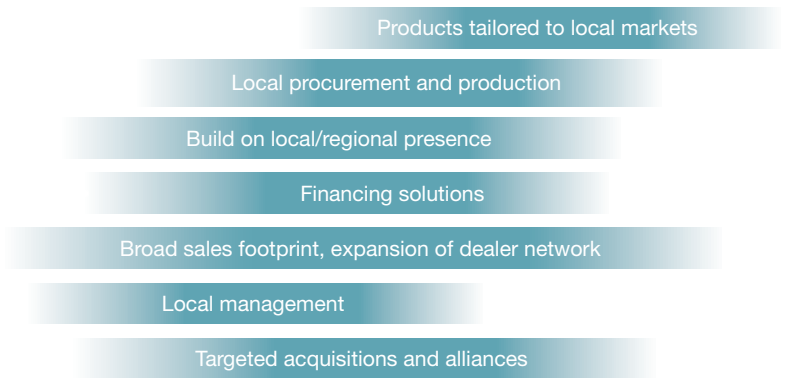 Products tailored to local markets
Local procurement and production
Build on local/regional presence
Financing solutions
Broad sales footprint, expansion of dealer network
Local management
Targeted acquisitions and alliances